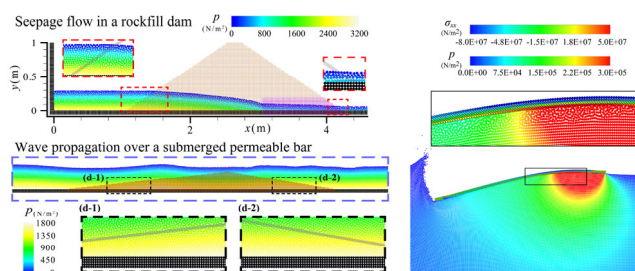 Seepage flow in a rockfill dam
p
(N/m²)
0 800 1600 2400 3200
y(m)
1
0.5
0
0 2 x(m) 4
Wave propagation over a submerged permeable bar
(d-1) (d-2)
p
(N/m²)
1800
1350
900
450
0
(d-1) (d-2)
σxx
(N/m²)
-8.0E+07 -4.8E+07 -1.5E+07 1.8E+07 5.0E+07
p
(N/m²)
0.0E+00 7.5E+04 1.5E+05 2.2E+05 3.0E+05